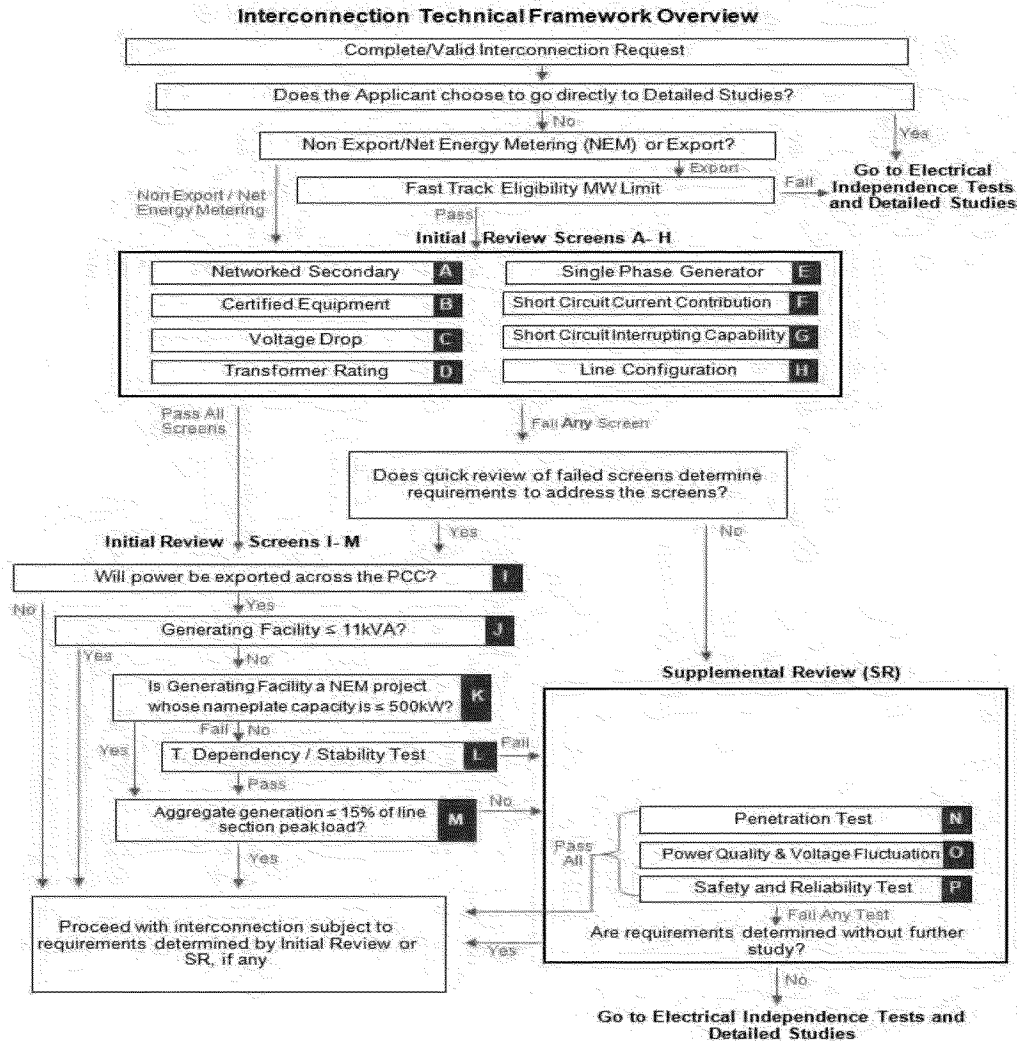 Interconnection Technical Framework Overview
Complete/Valid Interconnection Request
Does the Applicant choose to go directly to Detailed Studies?
No
Yes
Non Export/Net Energy Metering (NEM) or Export?
Export
Go to Electrical
Independence Tests
and Detailed Studies
Non Export / Net
Energy Metering
Fast Track Eligibility MW Limit
Fail
Pass
Initial Review Screens A- H
Networked Secondary A
Certified Equipment B
Voltage Drop C
Transformer Rating D
Single Phase Generator E
Short Circuit Current Contribution F
Short Circuit Interrupting Capability G
Line Configuration H
Pass All
Screens
Fail Any Screen
Does quick review of failed screens determine
requirements to address the screens?
Yes
No
Initial Review Screens I- M
Will power be exported across the PCC? I
No
Yes
Generating Facility ≤ 11kVA? J
Yes
No
Is Generating Facility a NEM project
whose nameplate capacity is ≤ 500kW?
K
Yes
Fail No
T. Dependency / Stability Test L
Fail
Pass
Aggregate generation ≤ 15% of line
section peak load?
M
No
Yes
Supplemental Review (SR)
Penetration Test N
Power Quality & Voltage Fluctuation O
Safety and Reliability Test P
Pass
All
Fail Any Test
Are requirements determined without further
study?
Yes
No
Proceed with interconnection subject to
requirements determined by Initial Review or
SR, if any
Go to Electrical Independence Tests and
Detailed Studies